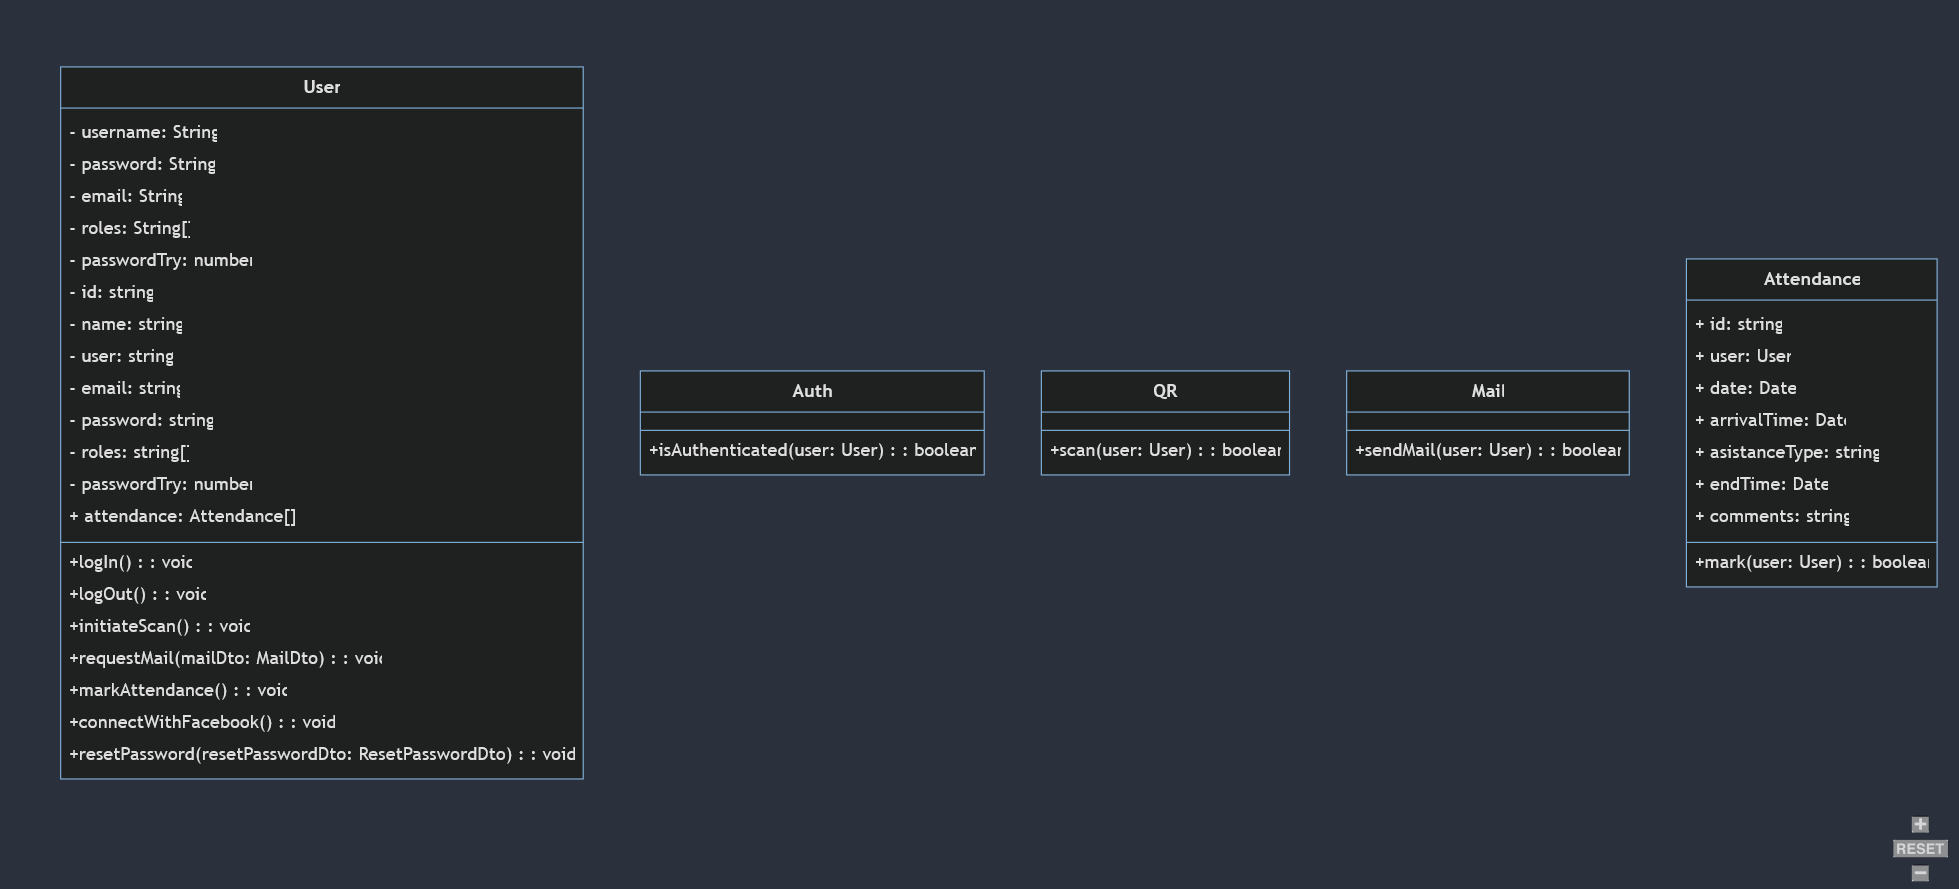 User
- username: String
- password: String
- email: String
- roles: String[]
- passwordTry: number
- id: string
- name: string
- user: string
- email: string
- password: string
- roles: string[]
- passwordTry: number
+ attendance: Attendance[]
+logIn() : : void
+logOut() : : void
+initiateScan() : : void
+requestMail(mailDto: MailDto) : : void
+markAttendance() : : void
+connectWithFacebook() : : void
+resetPassword(resetPasswordDto: ResetPasswordDto) : : void
Auth
+isAuthenticated(user: User) : : boolean
QR
+scan(user: User) : : boolean
Mail
+sendMail(user: User) : : boolean
Attendance
+ id: string
+ user: User
+ date: Date
+ arrivalTime: Date
+ asistanceType: string
+ endTime: Date
+ comments: string
+mark(user: User) : : boolean
+
RESET
-